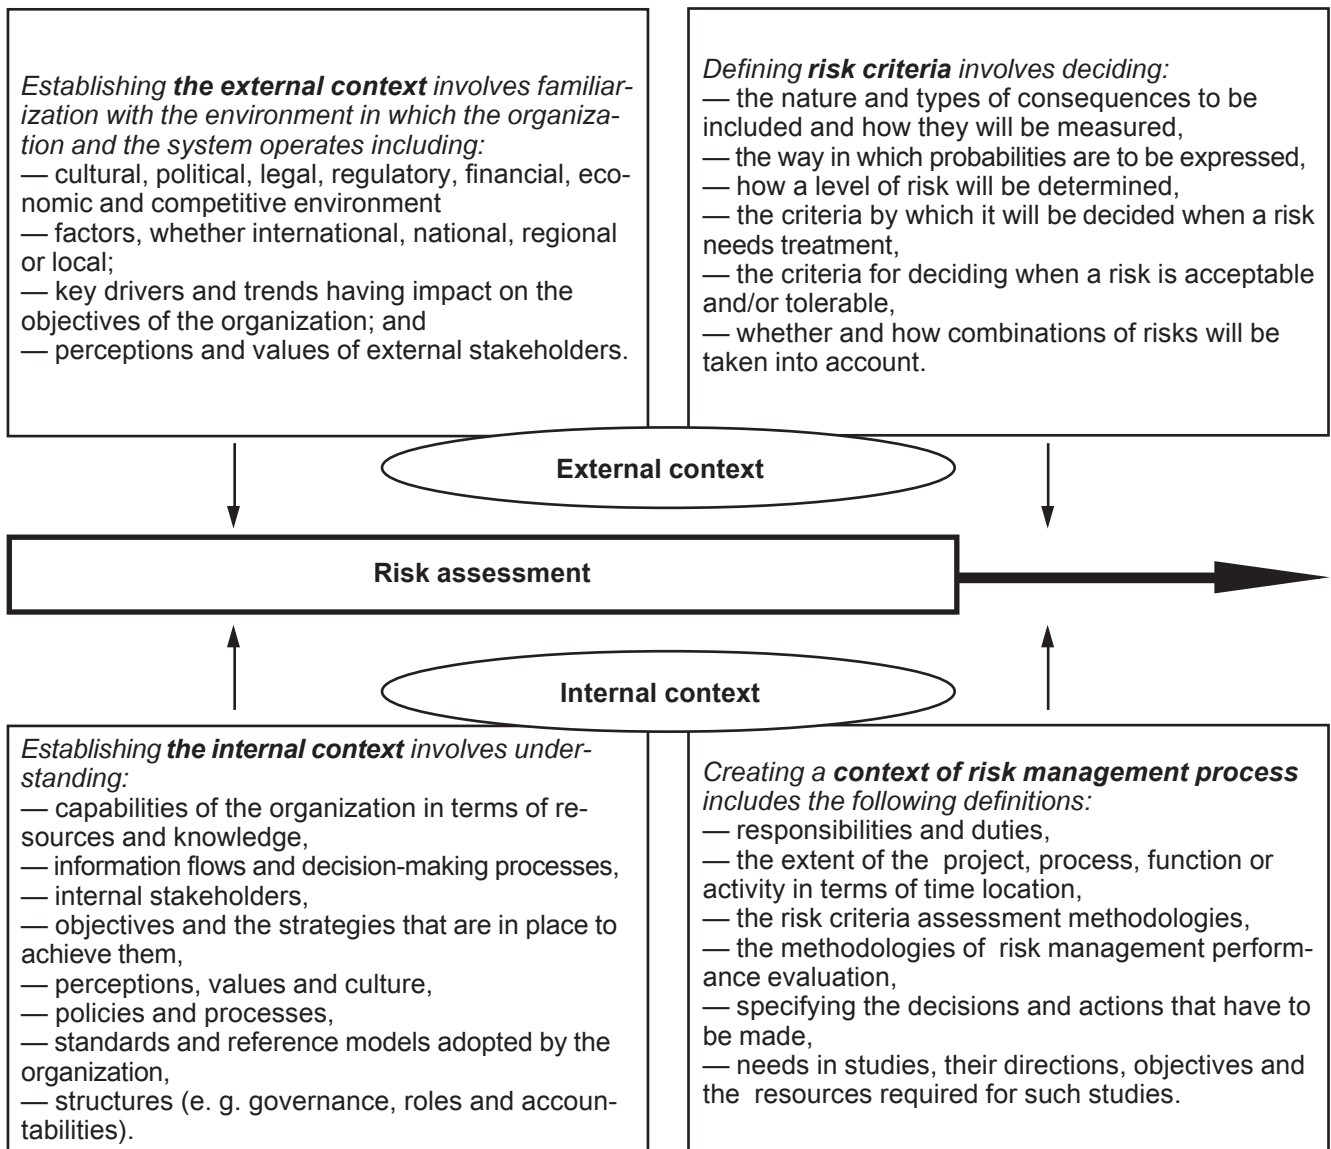 Establishing the external context involves familiar-
ization with the environment in which the organiza-
tion and the system operates including:
— cultural, political, legal, regulatory, financial, eco-
nomic and competitive environment
— factors, whether international, national, regional
or local;
— key drivers and trends having impact on the
objectives of the organization; and
— perceptions and values of external stakeholders.
Defining risk criteria involves deciding:
— the nature and types of consequences to be
included and how they will be measured,
— the way in which probabilities are to be expressed,
— how a level of risk will be determined,
— the criteria by which it will be decided when a risk
needs treatment,
— the criteria for deciding when a risk is acceptable
and/or tolerable,
— whether and how combinations of risks will be
taken into account.
External context
Risk assessment
Internal context
Establishing the internal context involves under-
standing:
— capabilities of the organization in terms of re-
sources and knowledge,
— information flows and decision-making processes,
— internal stakeholders,
— objectives and the strategies that are in place to
achieve them,
— perceptions, values and culture,
— policies and processes,
— standards and reference models adopted by the
organization,
— structures (e. g. governance, roles and accoun-
tabilities).
Creating a context of risk management process
includes the following definitions:
— responsibilities and duties,
— the extent of the project, process, function or
activity in terms of time location,
— the risk criteria assessment methodologies,
— the methodologies of risk management perform-
ance evaluation,
— specifying the decisions and actions that have to
be made,
— needs in studies, their directions, objectives and
the resources required for such studies.